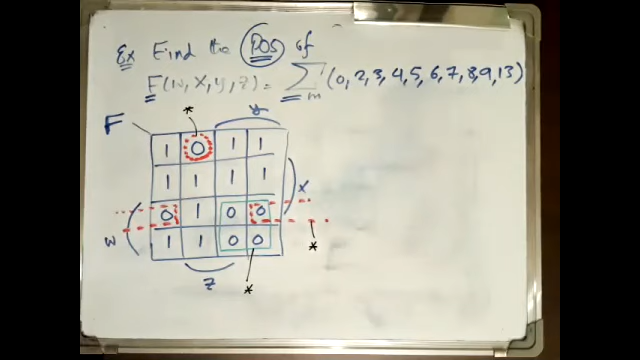 Ex Find the POS of
F(W,X,Y,Z) = Σm (0,2,3,4,5,6,7,8,9,13)
* y
F
1 0 1 1
1 1 1 1 x
0 1 0 0
w 1 1 0 0 *
z *